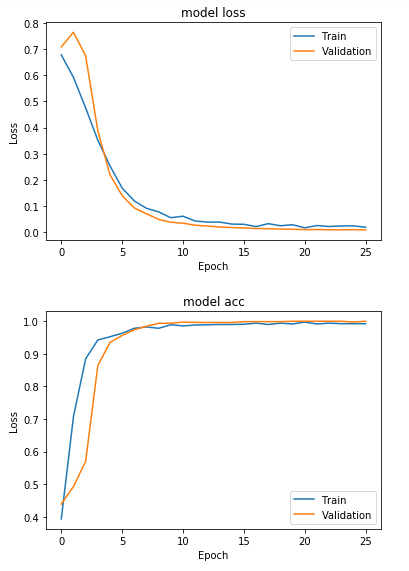 model loss
0.8
0.7
0.6
0.5
0.4
0.3
0.2
0.1
0.0
Loss
Train
Validation
0 5 10 15 20 25
Epoch
model acc
1.0
0.9
0.8
0.7
0.6
0.5
0.4
Loss
Train
Validation
0 5 10 15 20 25
Epoch